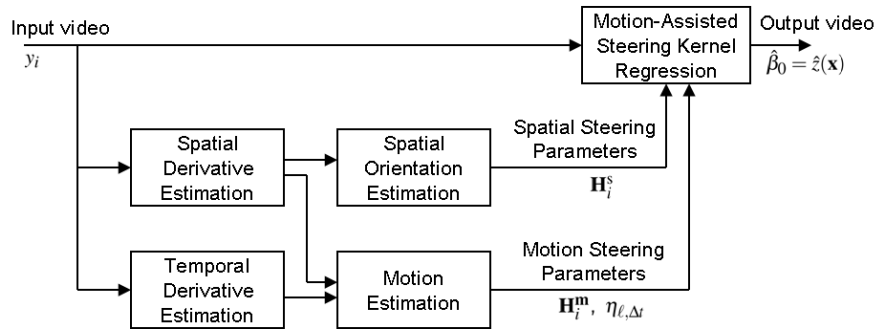 Input video
y_i
Motion-Assisted
Steering Kernel
Regression
Output video
β̂_0 = ẑ(x)
Spatial
Derivative
Estimation
Spatial
Orientation
Estimation
Spatial Steering
Parameters
H_i^s
Temporal
Derivative
Estimation
Motion
Estimation
Motion Steering
Parameters
H_i^m, η_{ℓ,Δt}